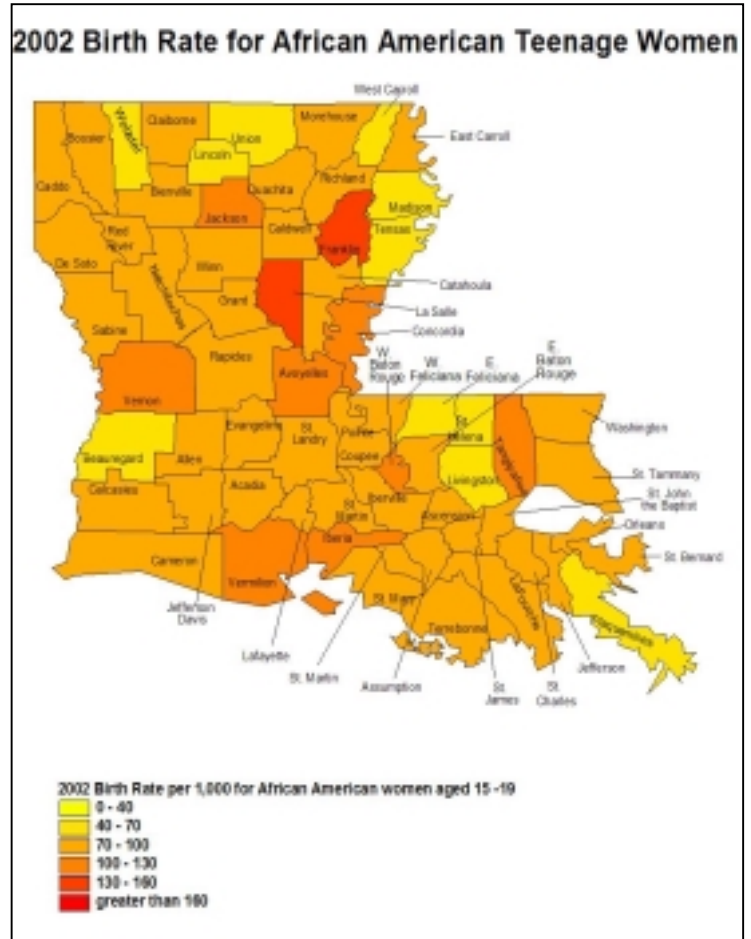 2002 Birth Rate for African American Teenage Women
West Carroll
Claiborne
Morehouse
Webster
Union
East Carroll
Bossier
Lincoln
Richland
Caddo
Bienville
Ouachita
Madison
Jackson
Caldwell
Tensas
Red
River
Franklin
De Soto
Winn
Catahoula
Natchitoches
Grant
La Salle
Sabine
Concordia
Rapides
W.
Baton
Rouge
W.
Feliciana
E.
Feliciana
E.
Baton
Rouge
Avoyelles
Vernon
Evangeline
St.
Landry
Pointe
Coupee
St.
Helena
Tangipahoa
Washington
Beauregard
Allen
Livingston
St. Tammany
Calcasieu
Acadia
St.
Martin
Iberville
Ascension
St. John
the Baptist
Orleans
Iberia
St. Bernard
Cameron
Vermilion
St. Mary
Lafourche
Plaquemines
Jefferson
Davis
Terrebonne
Lafayette
St. Martin
Assumption
St.
James
St.
Charles
Jefferson
2002 Birth Rate per 1,000 for African American women aged 15 -19
0 - 40
40 - 70
70 - 100
100 - 130
130 - 160
greater than 160